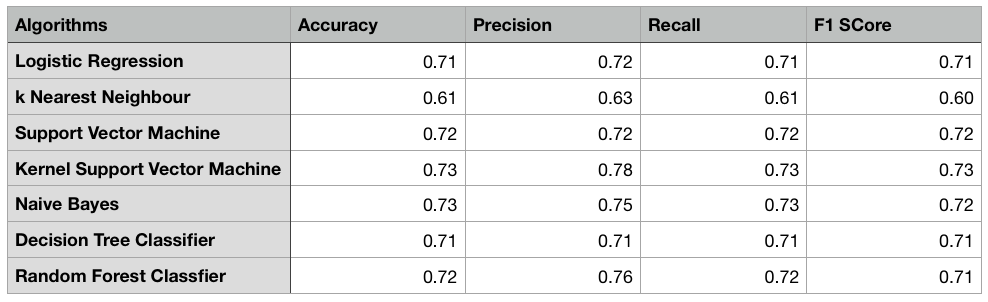 Algorithms Accuracy Precision Recall F1 SCore
Logistic Regression 0.71 0.72 0.71 0.71
k Nearest Neighbour 0.61 0.63 0.61 0.60
Support Vector Machine 0.72 0.72 0.72 0.72
Kernel Support Vector Machine 0.73 0.78 0.73 0.73
Naive Bayes 0.73 0.75 0.73 0.72
Decision Tree Classifier 0.71 0.71 0.71 0.71
Random Forest Classfier 0.72 0.76 0.72 0.71